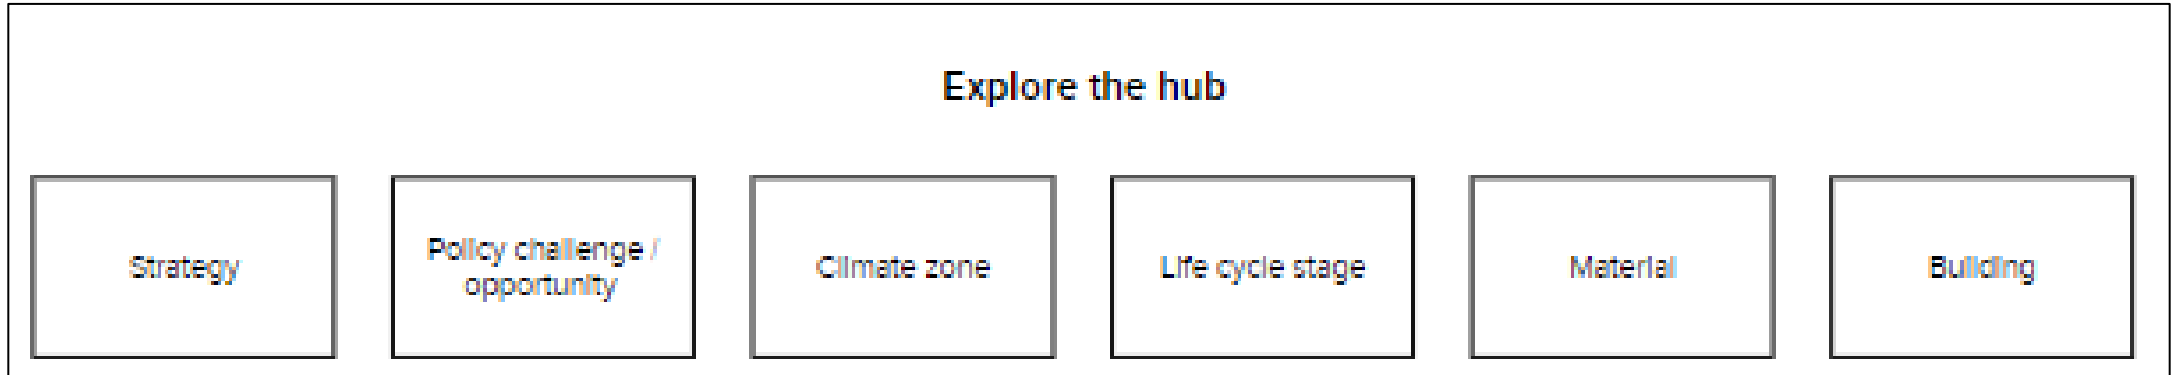 Explore the hub
Strategy
Policy challenge /
opportunity
Climate zone
Life cycle stage
Material
Building